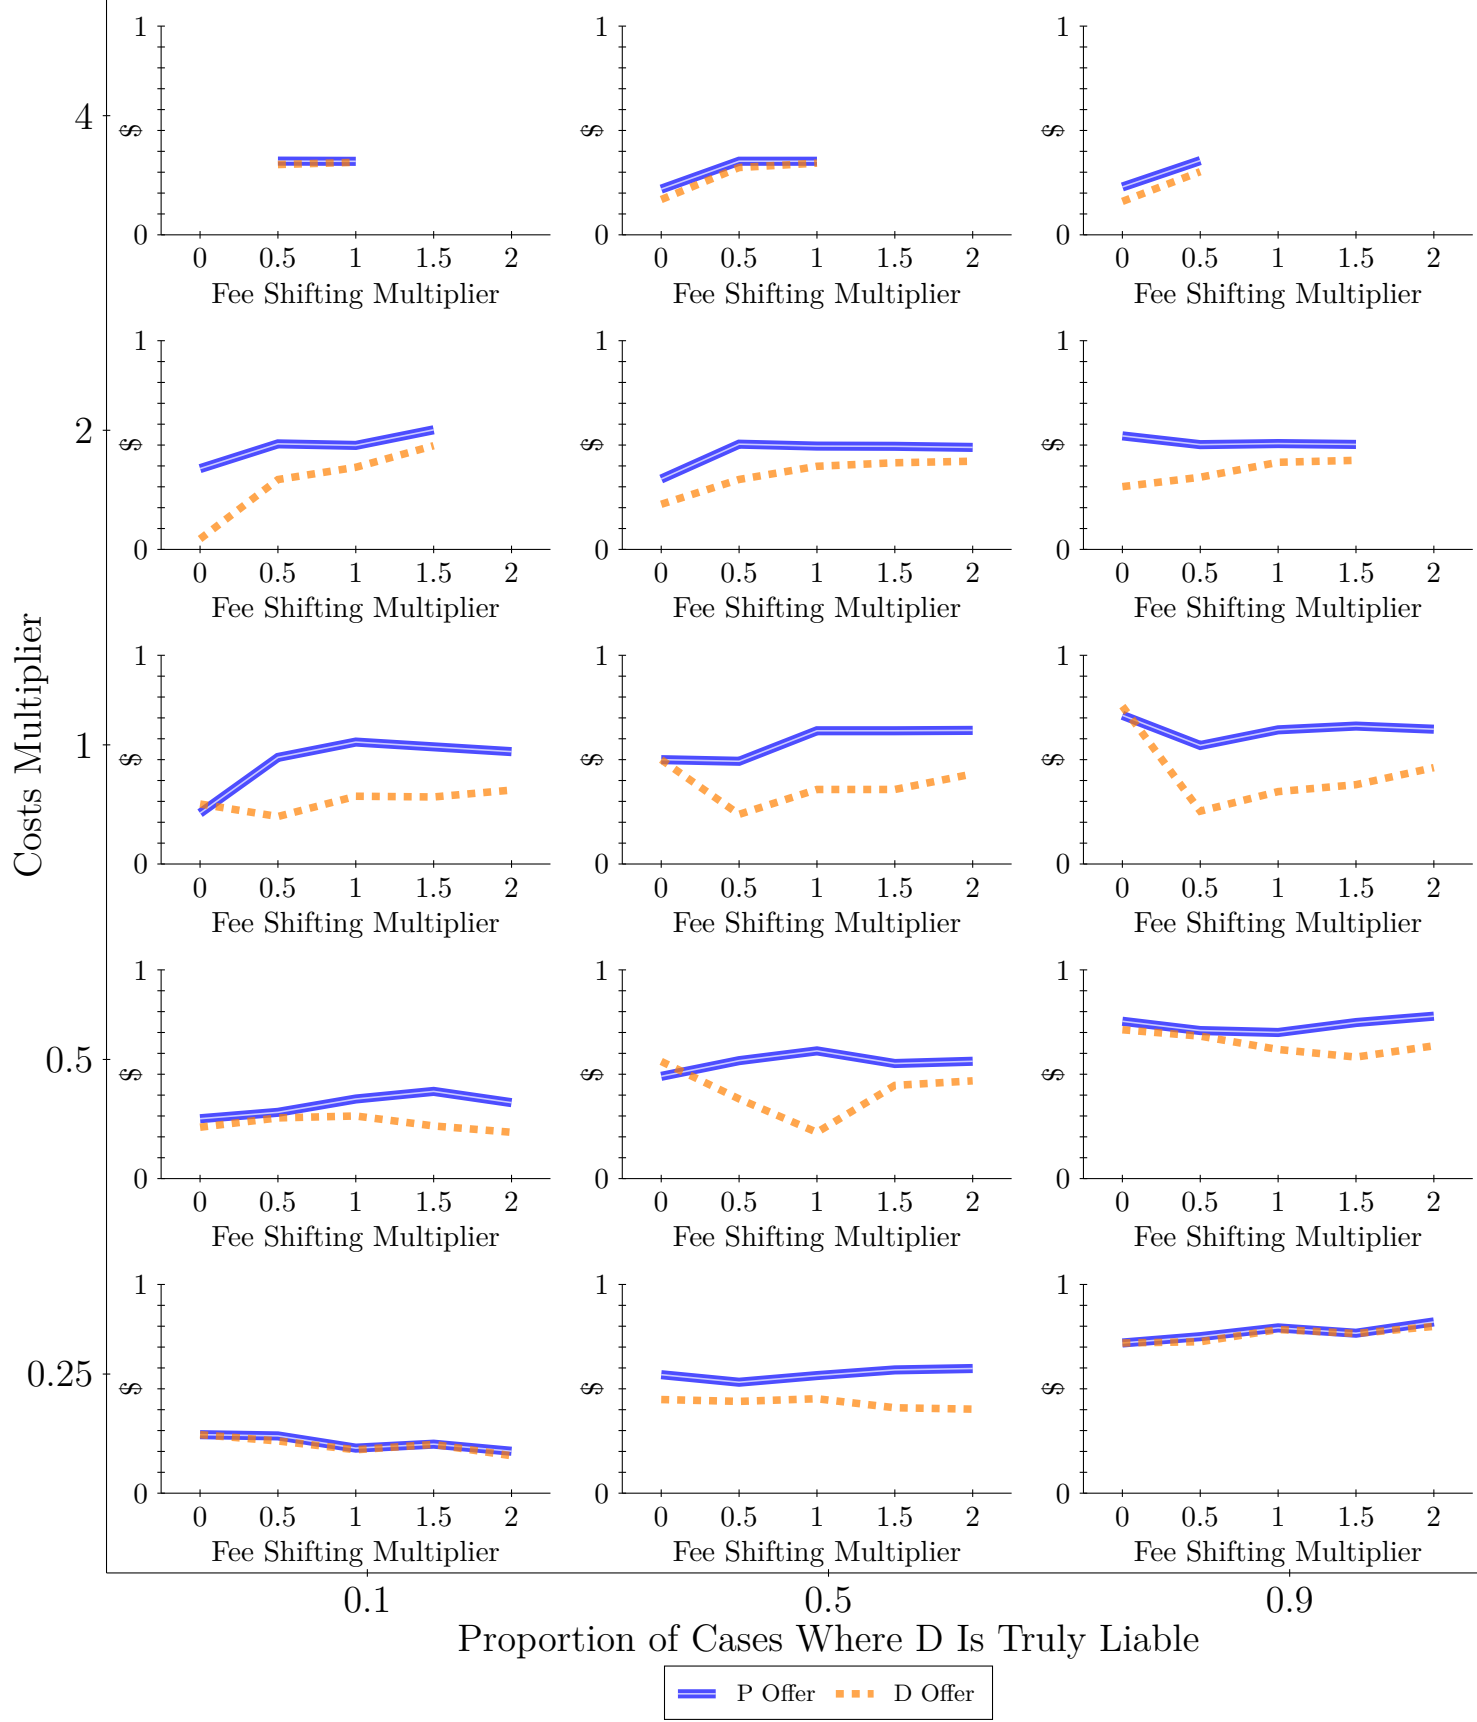 1 1 1
4 $ $ $
0 0 0
0 0.5 1 1.5 2 0 0.5 1 1.5 2 0 0.5 1 1.5 2
Fee Shifting Multiplier Fee Shifting Multiplier Fee Shifting Multiplier
1 1 1
2 $ $ $
0 0 0
0 0.5 1 1.5 2 0 0.5 1 1.5 2 0 0.5 1 1.5 2
Fee Shifting Multiplier Fee Shifting Multiplier Fee Shifting Multiplier
Costs Multiplier
1 1 1
1 $ $ $
0 0 0
0 0.5 1 1.5 2 0 0.5 1 1.5 2 0 0.5 1 1.5 2
Fee Shifting Multiplier Fee Shifting Multiplier Fee Shifting Multiplier
1 1 1
0.5 $ $ $
0 0 0
0 0.5 1 1.5 2 0 0.5 1 1.5 2 0 0.5 1 1.5 2
Fee Shifting Multiplier Fee Shifting Multiplier Fee Shifting Multiplier
1 1 1
0.25 $ $ $
0 0 0
0 0.5 1 1.5 2 0 0.5 1 1.5 2 0 0.5 1 1.5 2
Fee Shifting Multiplier Fee Shifting Multiplier Fee Shifting Multiplier
0.1 0.5 0.9
Proportion of Cases Where D Is Truly Liable
P Offer D Offer